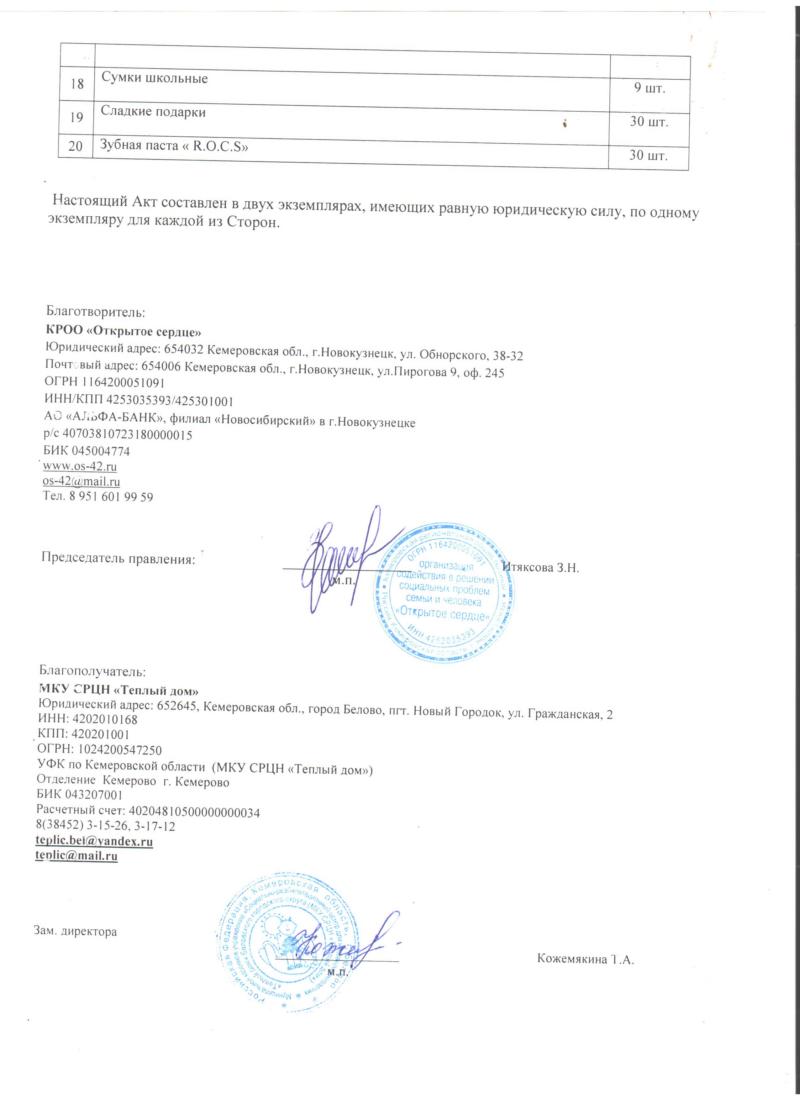 18 Сумки школьные 9 шт.
19 Сладкие подарки 30 шт.
20 Зубная паста « R.O.C.S» 30 шт.
Настоящий Акт составлен в двух экземплярах, имеющих равную юридическую силу, по одному
экземпляру для каждой из Сторон.
Благотворитель:
КРОО «Открытое сердце»
Юридический адрес: 654032 Кемеровская обл., г.Новокузнецк, ул. Обнорского, 38-32
Почтовый адрес: 654006 Кемеровская обл., г.Новокузнецк, ул.Пирогова 9, оф. 245
ОГРН 1164200051091
ИНН/КПП 4253035393/425301001
АО «АЛЬФА-БАНК», филиал «Новосибирский» в г.Новокузнецке
р/с 40703810723180000015
БИК 045004774
www.os-42.ru
os-42@mail.ru
Тел. 8 951 601 99 59
Председатель правления:
м.п.
Итяксова З.Н.
ОГРН 1164200051091
организация
содействия в решении
социальных проблем
семьи и человека
«Открытое сердце»
ИНН 4253035393
Благополучатель:
МКУ СРЦН «Теплый дом»
Юридический адрес: 652645, Кемеровская обл., город Белово, пгт. Новый Городок, ул. Гражданская, 2
ИНН: 4202010168
КПП: 420201001
ОГРН: 1024200547250
УФК по Кемеровской области (МКУ СРЦН «Теплый дом»)
Отделение Кемерово г. Кемерово
БИК 043207001
Расчетный счет: 40204810500000000034
8(38452) 3-15-26, 3-17-12
teplic.bel@yandex.ru
teplic@mail.ru
Российская Федерация, Кемеровская область
Зам. директора
м.п.
Кожемякина Т.А.